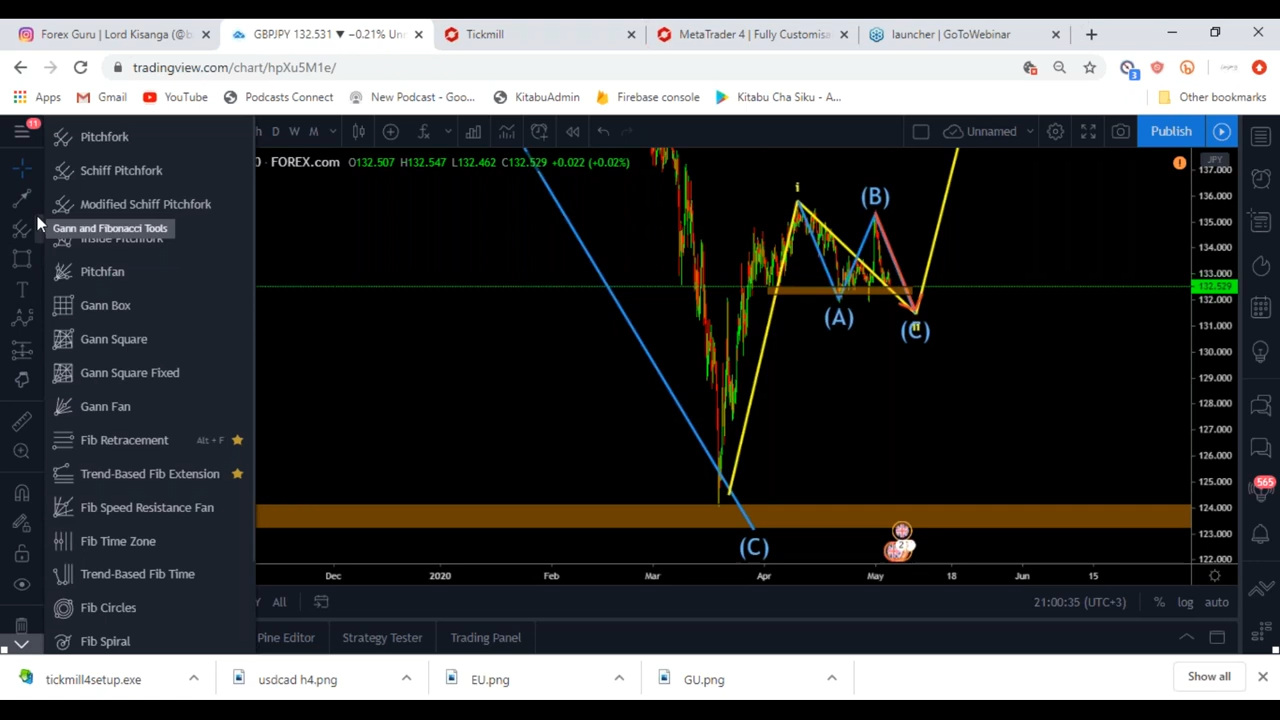 Forex Guru | Lord Kisanga (@b
GBPJPY 132.531 ▼ −0.21% Un
Tickmill
MetaTrader 4 | Fully Customisa
launcher | GoToWebinar
tradingview.com/chart/hpXu5M1e/
3
Apps
Gmail
YouTube
Podcasts Connect
New Podcast - Goo...
KitabuAdmin
Firebase console
Kitabu Cha Siku - A...
Other bookmarks
11
h D W M
Unnamed
Publish
FOREX.com O132.507 H132.547 L132.462 C132.529 +0.022 (+0.02%)
JPY
Pitchfork
Schiff Pitchfork
Modified Schiff Pitchfork
Gann and Fibonacci Tools
Inside Pitchfork
Pitchfan
Gann Box
Gann Square
Gann Square Fixed
Gann Fan
Fib Retracement Alt + F
Trend-Based Fib Extension
Fib Speed Resistance Fan
Fib Time Zone
Trend-Based Fib Time
Fib Circles
Fib Spiral
i
(B)
(A)
(C)
ii
(C)
2
137.000
136.000
135.000
134.000
133.000
132.529
132.000
131.000
130.000
129.000
128.000
127.000
126.000
125.000
124.000
123.000
122.000
565
Dec 2020 Feb Mar Apr May 18 Jun 15
Y All
21:00:35 (UTC+3) % log auto
Pine Editor
Strategy Tester
Trading Panel
tickmill4setup.exe
usdcad h4.png
EU.png
GU.png
Show all